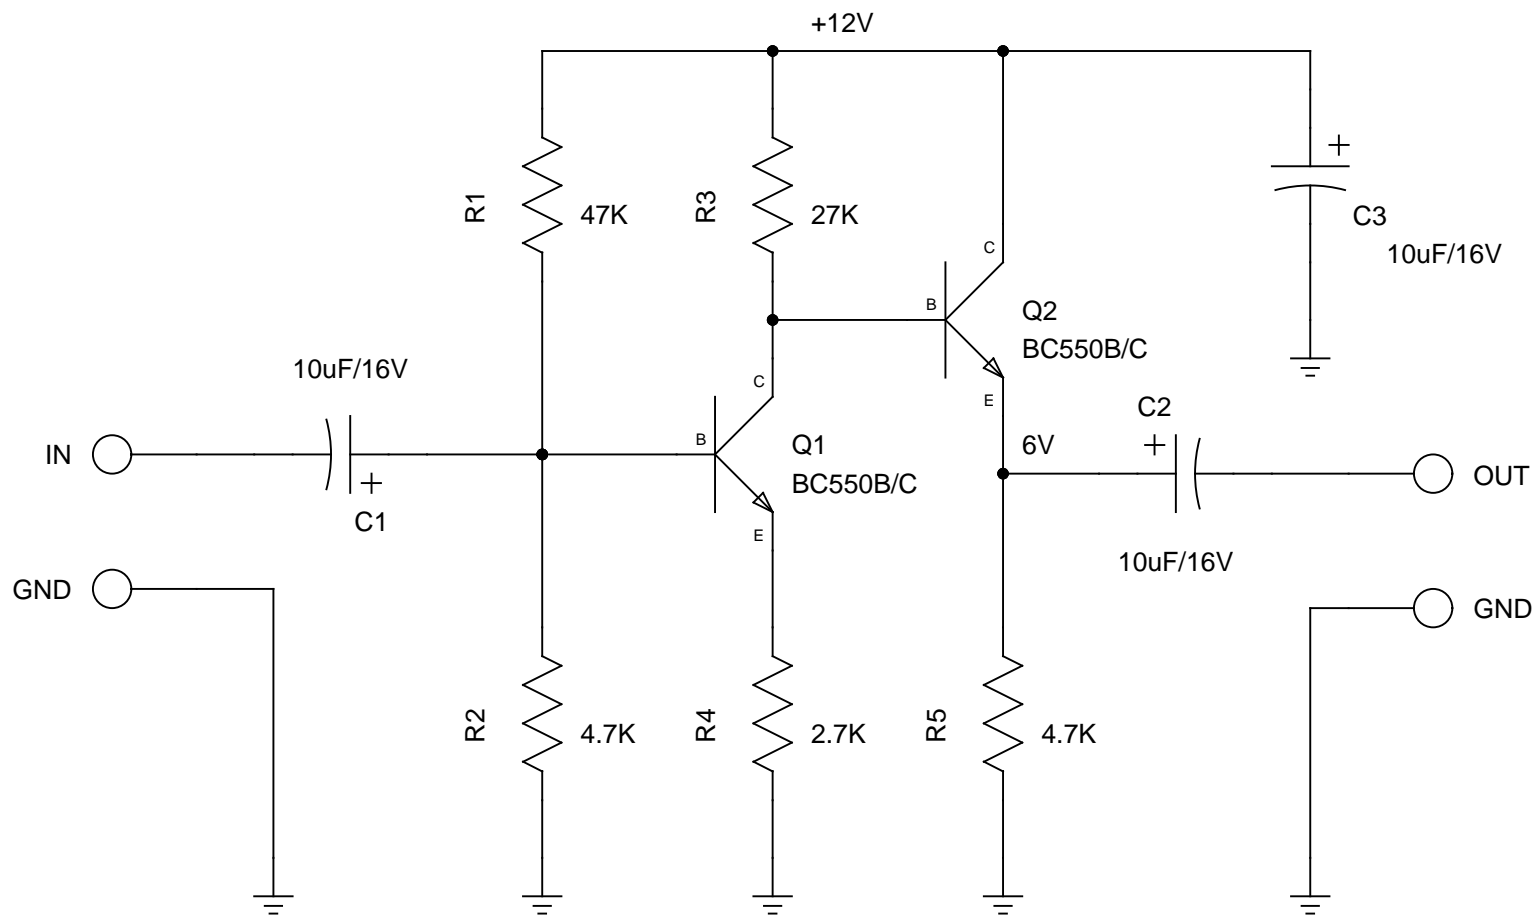 +12V
R1
47K
R3
27K
C3
10uF/16V
C
B
Q2
BC550B/C
E
10uF/16V
C
C2
IN
B
Q1
BC550B/C
6V
OUT
C1
E
10uF/16V
GND
GND
R2
4.7K
R4
2.7K
R5
4.7K